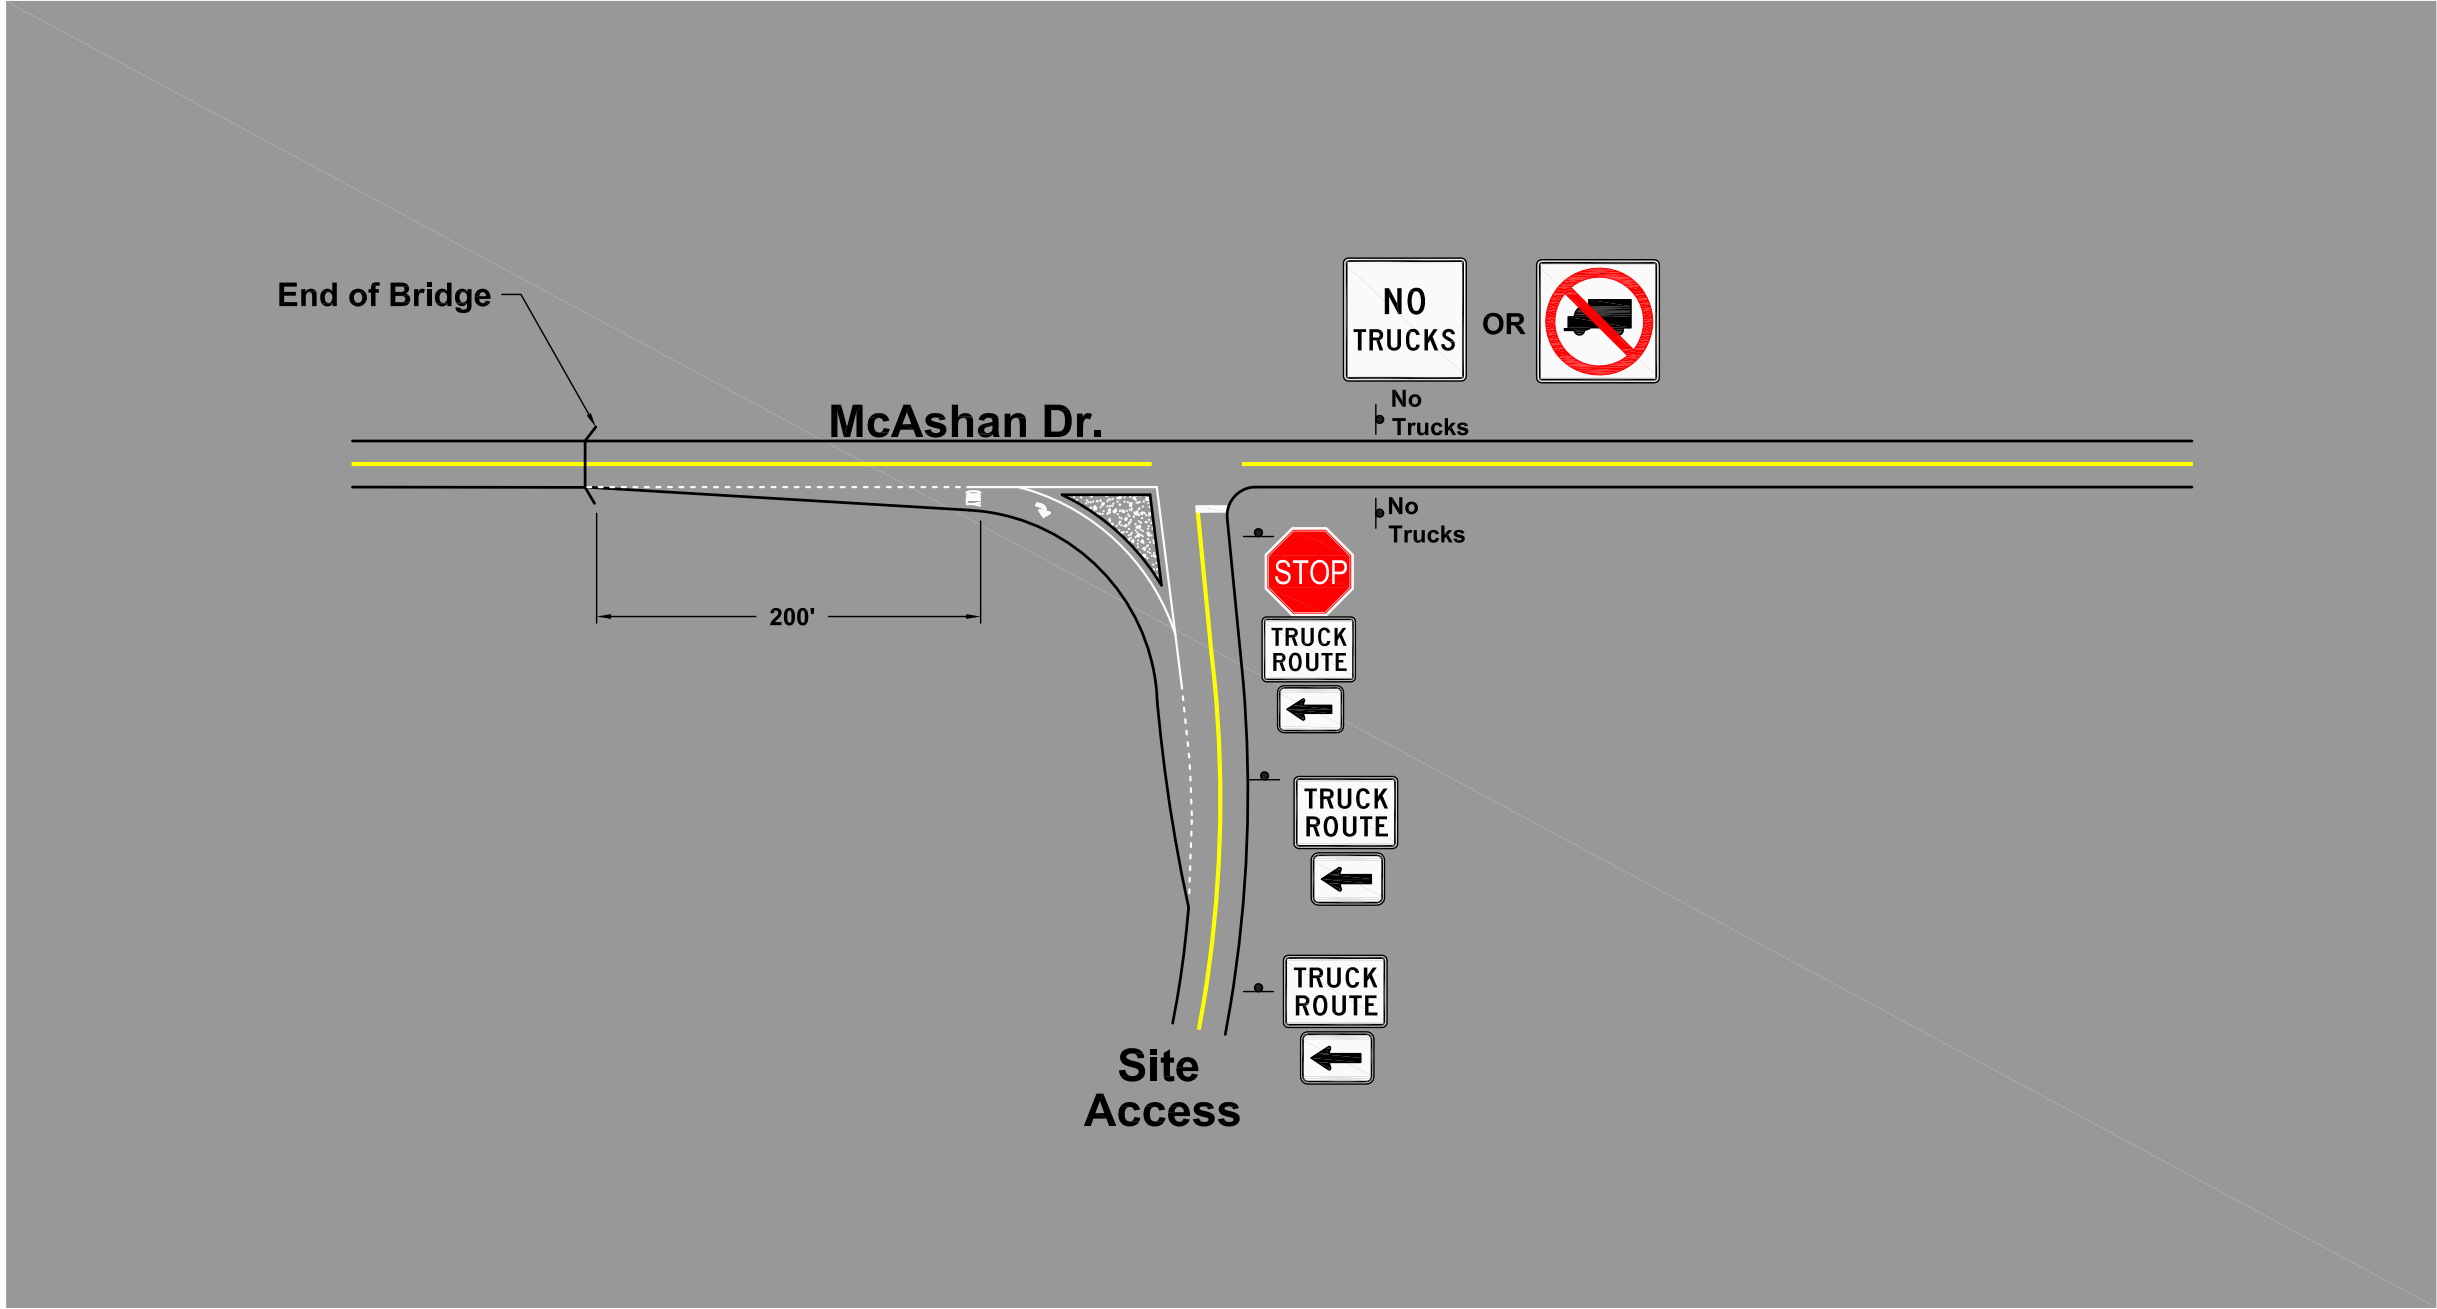 NO
TRUCKS
OR
End of Bridge
No
Trucks
McAshan Dr.
No
Trucks
STOP
200'
TRUCK
ROUTE
TRUCK
ROUTE
TRUCK
ROUTE
Site
Access